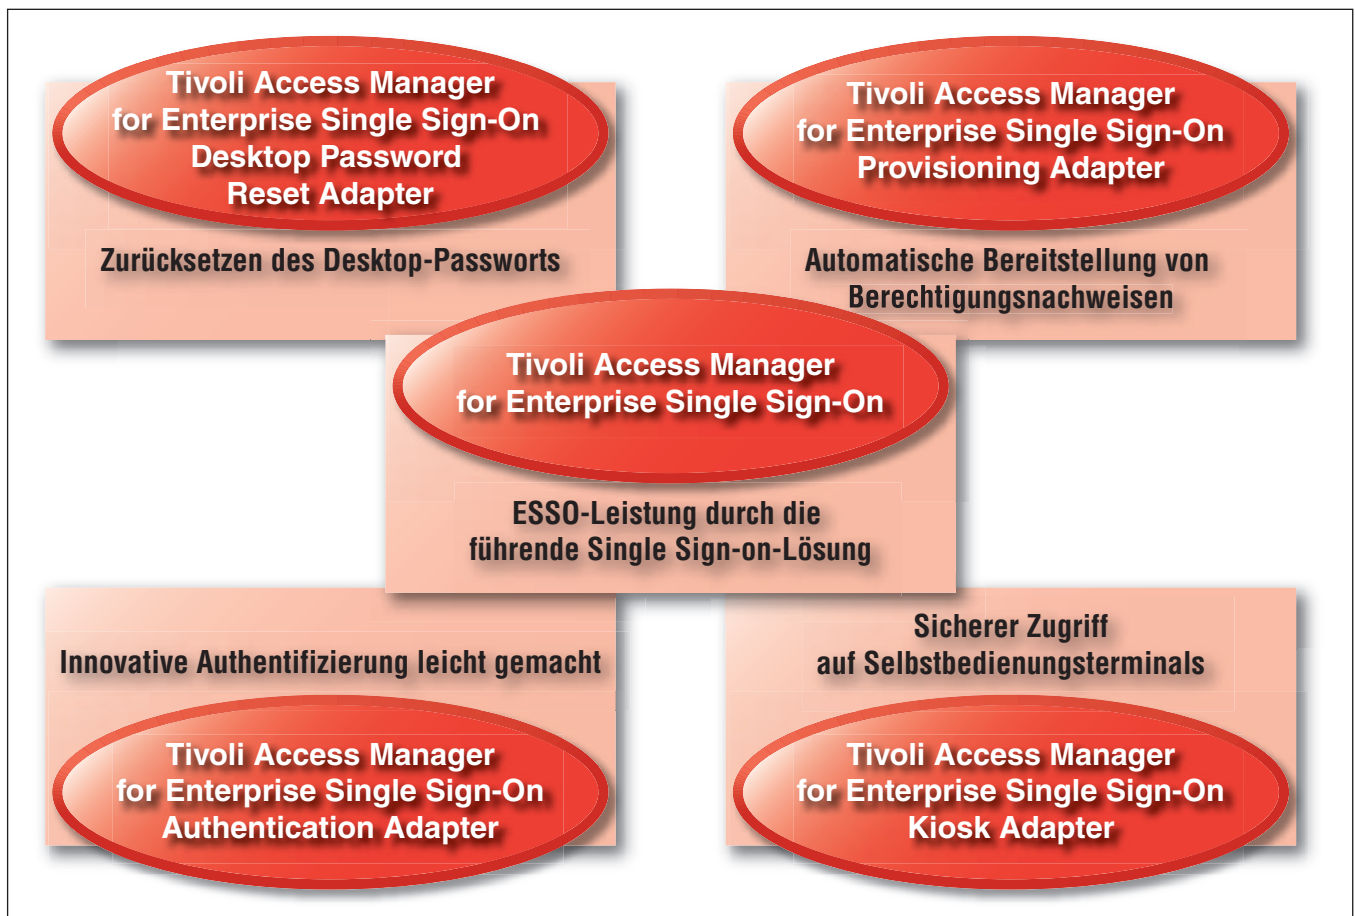 Tivoli Access Manager
for Enterprise Single Sign-On
Desktop Password
Reset Adapter
Zurücksetzen des Desktop-Passworts
Tivoli Access Manager
for Enterprise Single Sign-On
Provisioning Adapter
Automatische Bereitstellung von
Berechtigungsnachweisen
Tivoli Access Manager
for Enterprise Single Sign-On
ESSO-Leistung durch die
führende Single Sign-on-Lösung
Innovative Authentifizierung leicht gemacht
Tivoli Access Manager
for Enterprise Single Sign-On
Authentication Adapter
Sicherer Zugriff
auf Selbstbedienungsterminals
Tivoli Access Manager
for Enterprise Single Sign-On
Kiosk Adapter